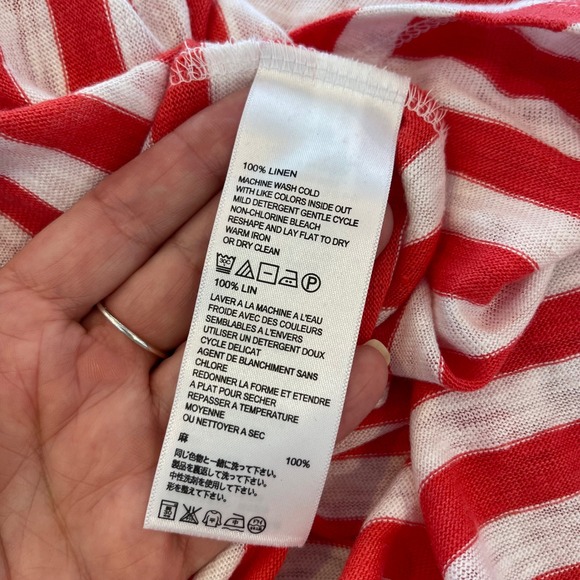 100% LINEN
MACHINE WASH COLD
WITH LIKE COLORS INSIDE OUT
MILD DETERGENT GENTLE CYCLE
NON-CHLORINE BLEACH
RESHAPE AND LAY FLAT TO DRY
WARM IRON
OR DRY CLEAN
30C P
100% LIN
LAVER A LA MACHINE A L'EAU
FROIDE AVEC DES COULEURS
SEMBLABLES A L'ENVERS
UTILISER UN DETERGENT DOUX
CYCLE DELICAT
AGENT DE BLANCHIMENT SANS
CHLORE
REDONNER LA FORME ET ETENDRE
A PLAT POUR SECHER
REPASSER A TEMPERATURE
MOYENNE
OU NETTOYER A SEC
麻 100%
同じ色物と一緒に洗って下さい。
製品を裏返して洗って下さい。
中性洗剤を使用して下さい。
形を整えて下さい。